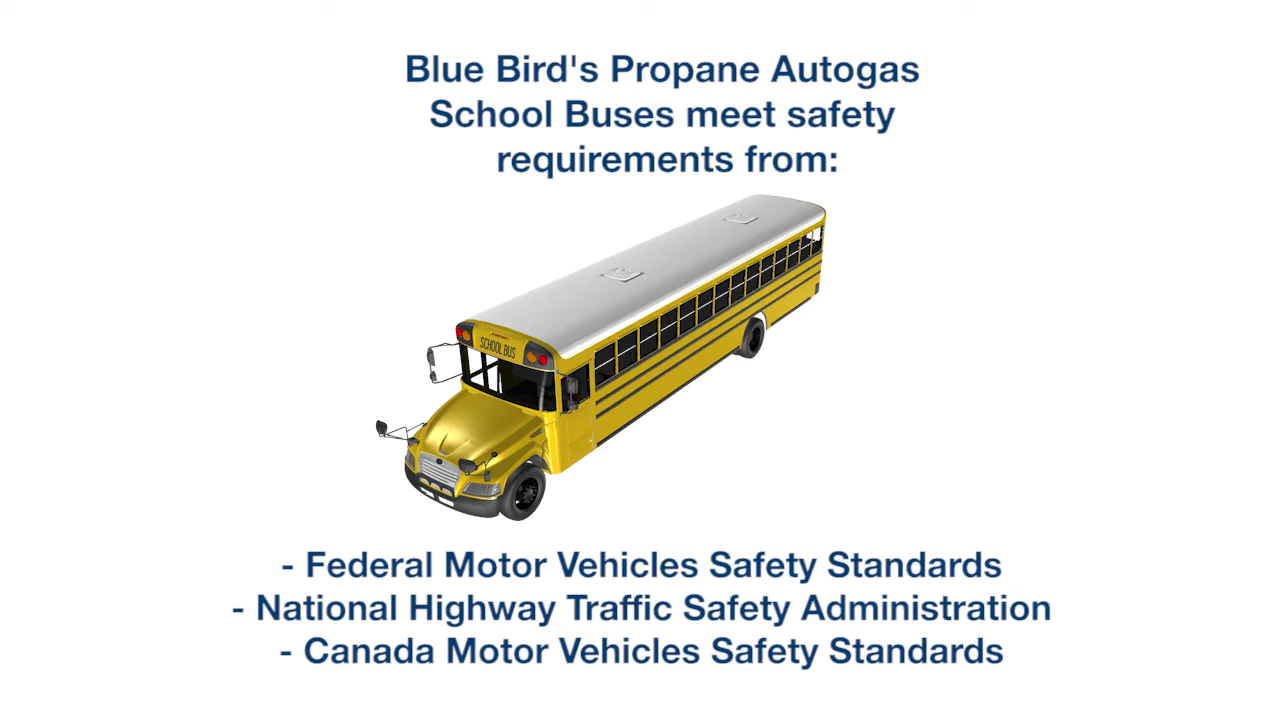 Blue Bird's Propane Autogas
School Buses meet safety
requirements from:
SCHOOL BUS
- Federal Motor Vehicles Safety Standards
- National Highway Traffic Safety Administration
- Canada Motor Vehicles Safety Standards